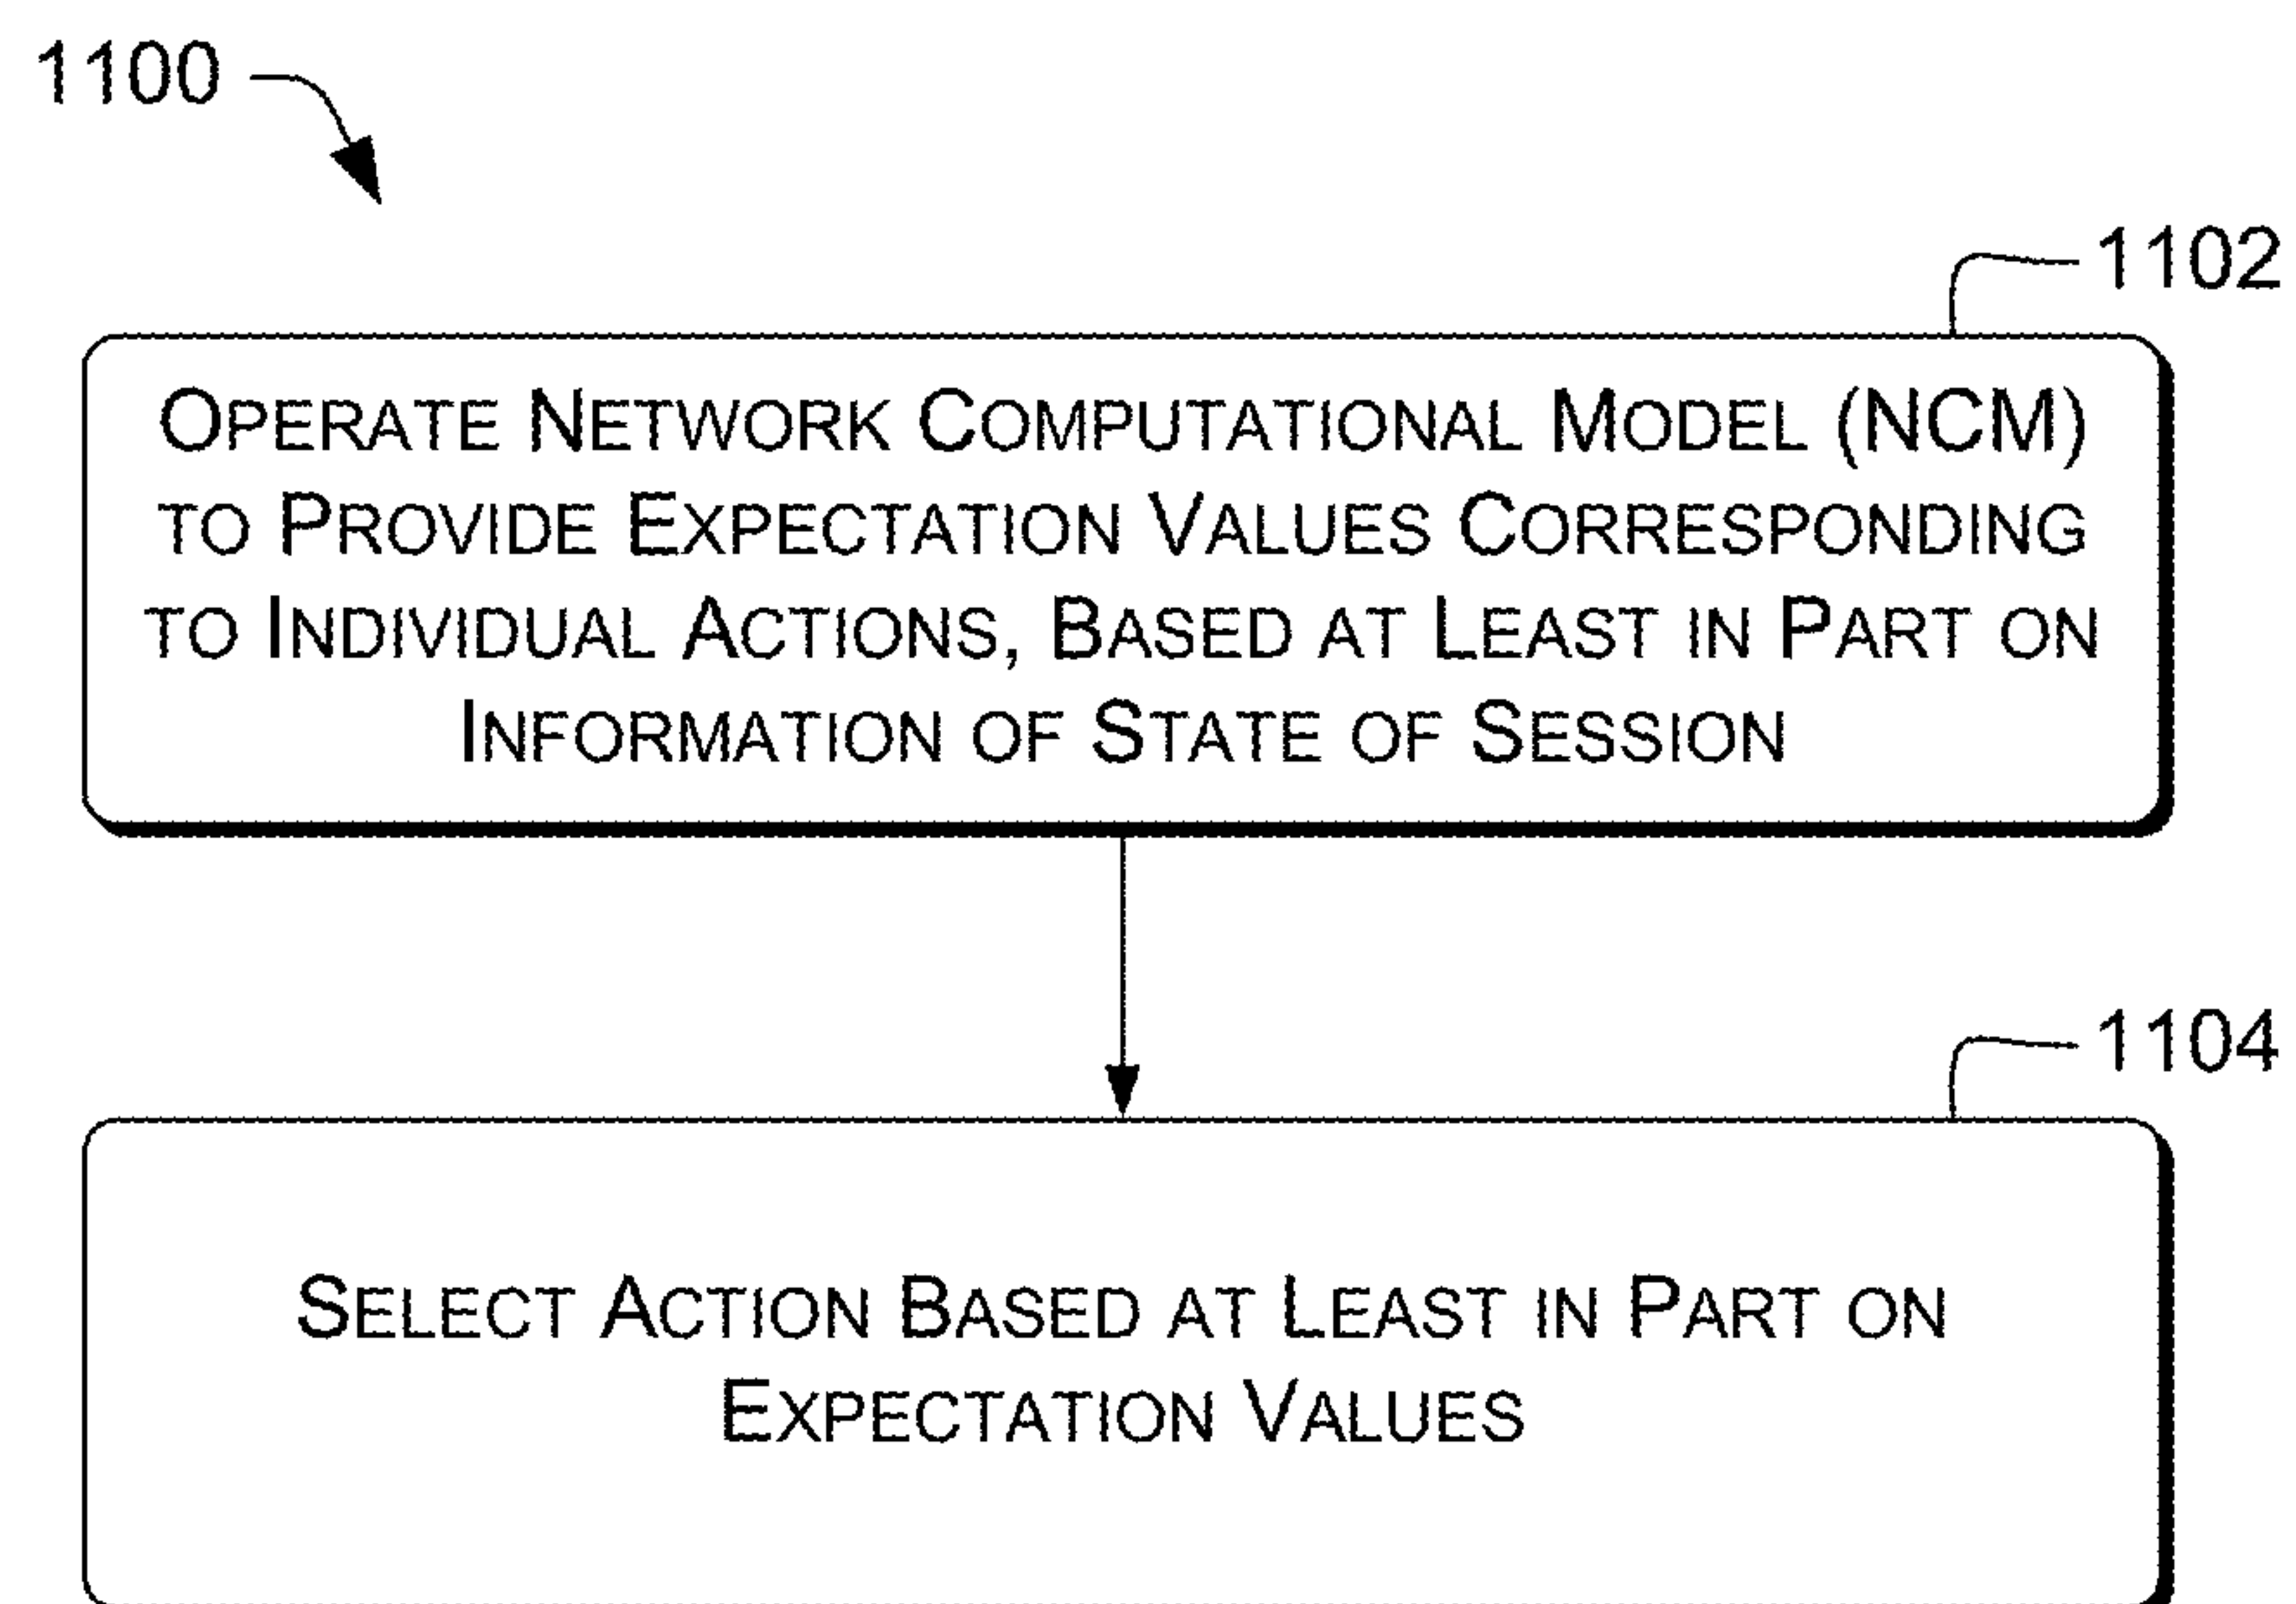 1100
1102
OPERATE NETWORK COMPUTATIONAL MODEL (NCM)
TO PROVIDE EXPECTATION VALUES CORRESPONDING
TO INDIVIDUAL ACTIONS, BASED AT LEAST IN PART ON
INFORMATION OF STATE OF SESSION
1104
SELECT ACTION BASED AT LEAST IN PART ON
EXPECTATION VALUES